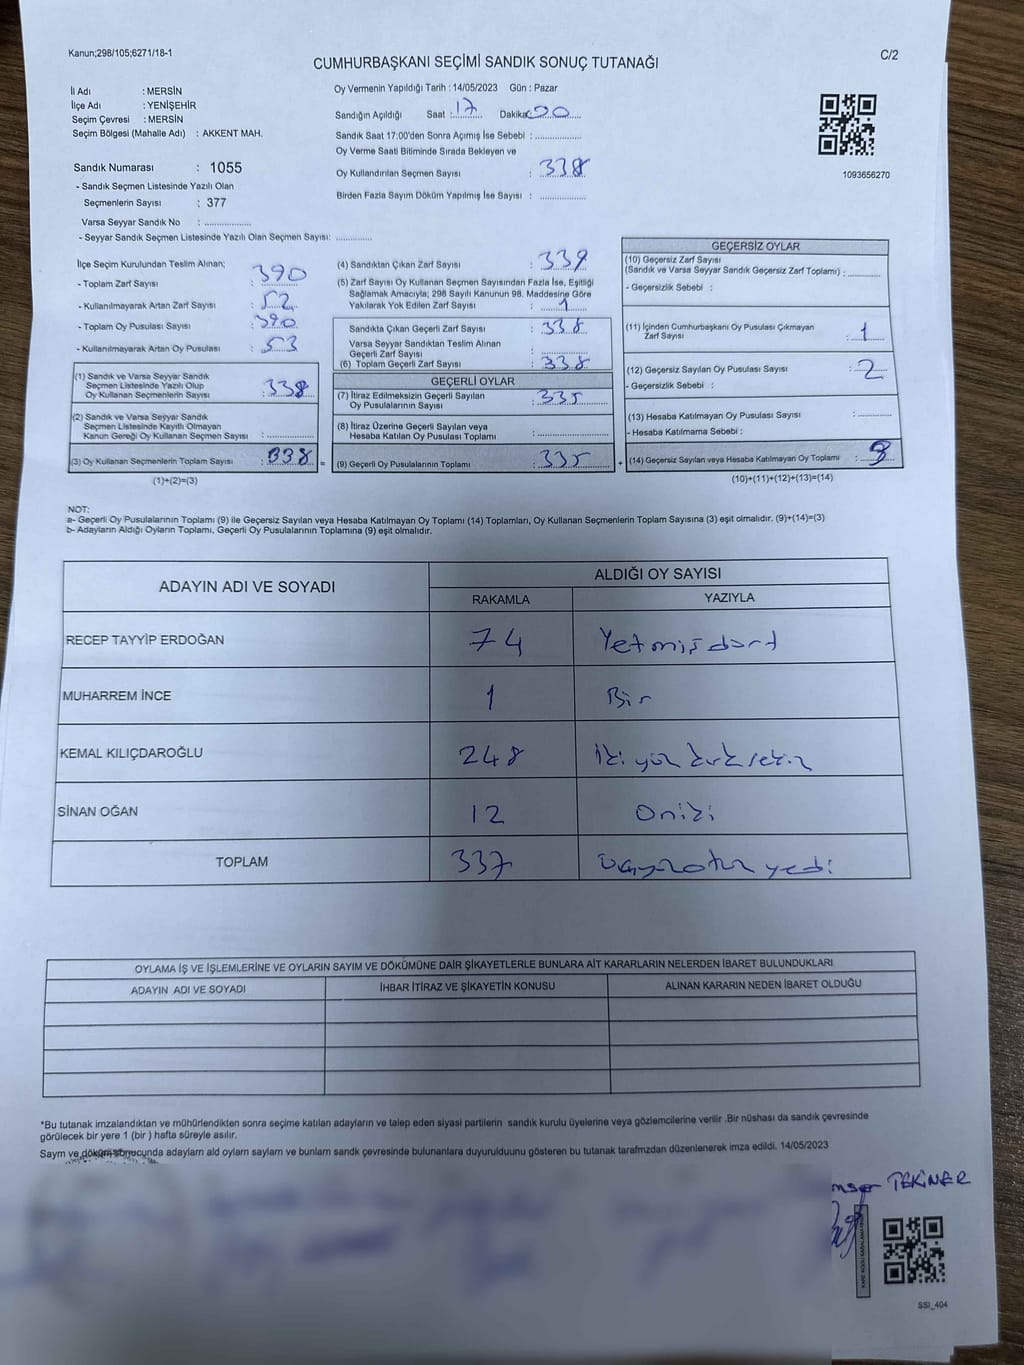 Kanun;298/105;6271/18-1
C/2
CUMHURBAŞKANI SEÇİMİ SANDIK SONUÇ TUTANAĞI
İl Adı : MERSİN
İlçe Adı : YENİŞEHİR
Seçim Çevresi : MERSİN
Seçim Bölgesi (Mahalle Adı) : AKKENT MAH.
Sandık Numarası : 1055
- Sandık Seçmen Listesinde Yazılı Olan
Seçmenlerin Sayısı : 377
Varsa Seyyar Sandık No : ..................
- Seyyar Sandık Seçmen Listesinde Yazılı Olan Seçmen Sayısı: .............
Oy Vermenin Yapıldığı Tarih : 14/05/2023 Gün : Pazar
Sandığın Açıldığı Saat : 17 Dakika 00
Sandık Saat 17:00'den Sonra Açımış İse Sebebi : ................
Oy Verme Saati Bitiminde Sırada Bekleyen ve
Oy Kullandırılan Seçmen Sayısı : 338
Birden Fazla Sayım Döküm Yapılmış İse Sayısı : ................
1093656270
İlçe Seçim Kurulundan Teslim Alınan;
- Toplam Zarf Sayısı : 390
- Kullanılmayarak Artan Zarf Sayısı : 52
- Toplam Oy Pusulası Sayısı : 390
- Kullanılmayarak Artan Oy Pusulası : 53
(1) Sandık ve Varsa Seyyar Sandık
Seçmen Listesinde Yazılı Olup
Oy Kullanan Seçmenlerin Sayısı : 338
(2) Sandık ve Varsa Seyyar Sandık
Seçmen Listesinde Kayıtlı Olmayan
Kanun Gereği Oy Kullanan Seçmen Sayısı : ................
(3) Oy Kullanan Seçmenlerin Toplam Sayısı : 338
(1)+(2)=(3)
=
(4) Sandıktan Çıkan Zarf Sayısı : 339
(5) Zarf Sayısı Oy Kullanan Seçmen Sayısından Fazla İse, Eşitliği
Sağlamak Amacıyla; 298 Sayılı Kanunun 98. Maddesine Göre
Yakılarak Yok Edilen Zarf Sayısı : 1
Sandıkta Çıkan Geçerli Zarf Sayısı : 338
Varsa Seyyar Sandıktan Teslim Alınan
Geçerli Zarf Sayısı : ................
(6) Toplam Geçerli Zarf Sayısı : 338
GEÇERLİ OYLAR
(7) İtiraz Edilmeksizin Geçerli Sayılan
Oy Pusulalarının Sayısı : 335
(8) İtiraz Üzerine Geçerli Sayılan veya
Hesaba Katılan Oy Pusulası Toplamı : ................
(9) Geçerli Oy Pusulalarının Toplamı : 335
+
GEÇERSİZ OYLAR
(10) Geçersiz Zarf Sayısı
(Sandık ve Varsa Seyyar Sandık Geçersiz Zarf Toplamı) : ............
- Geçersizlik Sebebi :
(11) İçinden Cumhurbaşkanı Oy Pusulası Çıkmayan
Zarf Sayısı : 1
(12) Geçersiz Sayılan Oy Pusulası Sayısı : 2
- Geçersizlik Sebebi :
(13) Hesaba Katılmayan Oy Pusulası Sayısı : ............
- Hesaba Katılmama Sebebi :
(14) Geçersiz Sayılan veya Hesaba Katılmayan Oy Toplamı : 3
(10)+(11)+(12)+(13)=(14)
NOT:
a- Geçerli Oy Pusulalarının Toplamı (9) ile Geçersiz Sayılan veya Hesaba Katılmayan Oy Toplamı (14) Toplamları, Oy Kullanan Seçmenlerin Toplam Sayısına (3) eşit olmalıdır. (9)+(14)=(3)
b- Adayların Aldığı Oyların Toplamı, Geçerli Oy Pusulalarının Toplamına (9) eşit olmalıdır.
ADAYIN ADI VE SOYADI
ALDIĞI OY SAYISI
RAKAMLA YAZIYLA
RECEP TAYYİP ERDOĞAN 74 Yetmişdört
MUHARREM İNCE 1 Bir
KEMAL KILIÇDAROĞLU 248 İki yüz kırk sekiz
SİNAN OĞAN 12 Oniki
TOPLAM 337 üçyüzotuz yedi
OYLAMA İŞ VE İŞLEMLERİNE VE OYLARIN SAYIM VE DÖKÜMÜNE DAİR ŞİKAYETLERLE BUNLARA AİT KARARLARIN NELERDEN İBARET BULUNDUKLARI
ADAYIN ADI VE SOYADI İHBAR İTİRAZ VE ŞİKAYETİN KONUSU ALINAN KARARIN NEDEN İBARET OLDUĞU
*Bu tutanak imzalandıktan ve mühürlendikten sonra seçime katılan adayların ve talep eden siyasi partilerin sandık kurulu üyelerine veya gözlemcilerine verilir .Bir nüshası da sandık çevresinde
görülecek bir yere 1 (bir ) hafta süreyle asılır.
Saym ve döküm sonucunda adaylarn ald oylarn saylarn ve bunlarn sandk çevresinde bulunanlara duyurulduunu gösteren bu tutanak tarafmzdan düzenlenerek imza edildi. 14/05/2023
TEKİNER
SSI_404